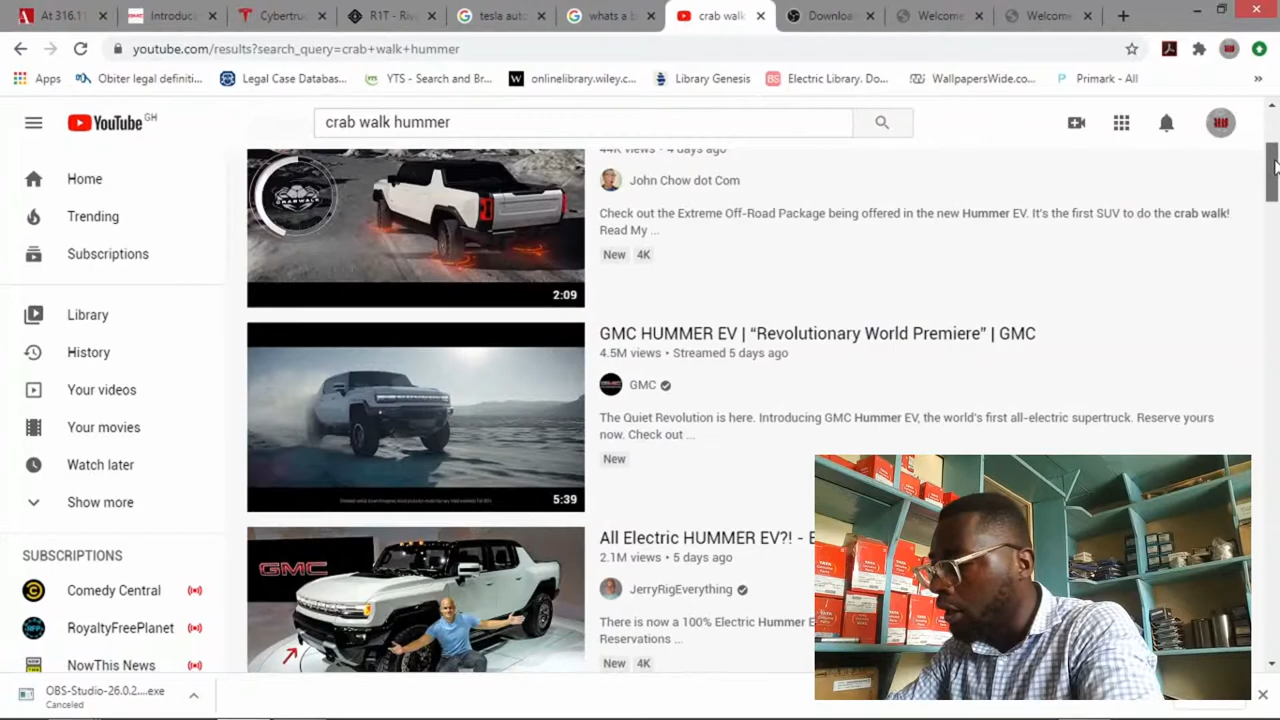 At 316.11
Introduc
Cybertruc
R1T - Riv
tesla auto
whats a b
crab walk
Downloa
Welcome
Welcome
youtube.com/results?search_query=crab+walk+hummer
Apps
Obiter legal definiti...
Legal Case Databas...
YTS - Search and Br...
onlinelibrary.wiley.c...
Library Genesis
Electric Library. Do...
WallpapersWide.co...
Primark - All
YouTube GH
crab walk hummer
Home
Trending
Subscriptions
Library
History
Your videos
Your movies
Watch later
Show more
SUBSCRIPTIONS
Comedy Central
RoyaltyFreePlanet
NowThis News
CRABWALK
2:09
44K views • 4 days ago
John Chow dot Com
Check out the Extreme Off-Road Package being offered in the new Hummer EV. It's the first SUV to do the crab walk!
Read My ...
New 4K
5:39
GMC HUMMER EV | “Revolutionary World Premiere” | GMC
4.5M views • Streamed 5 days ago
GMC
The Quiet Revolution is here. Introducing GMC Hummer EV, the world's first all-electric supertruck. Reserve yours
now. Check out ...
New
GMC
All Electric HUMMER EV?! -
2.1M views • 5 days ago
JerryRigEverything
There is now a 100% Electric Hummer
Reservations ...
New 4K
TATA
OBS-Studio-26.0.2....exe
Canceled